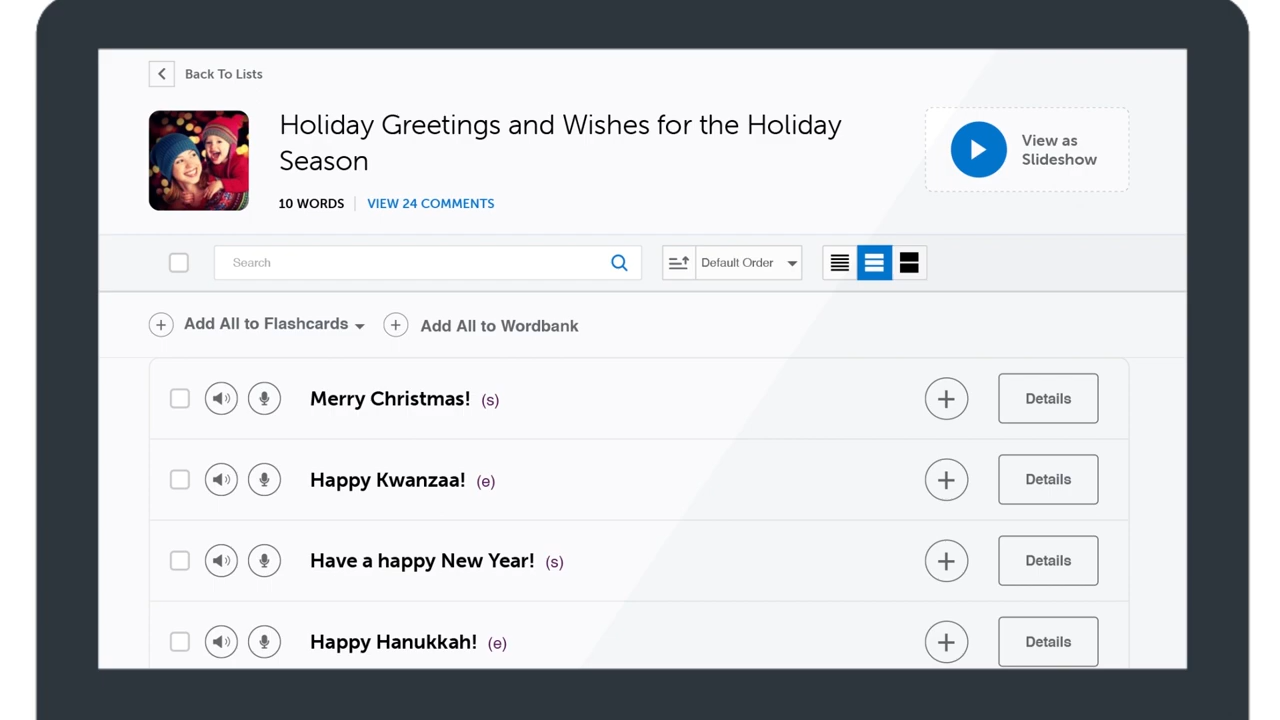 Back To Lists
Holiday Greetings and Wishes for the Holiday
Season
10 WORDS VIEW 24 COMMENTS
View as
Slideshow
Search
Default Order
Add All to Flashcards
Add All to Wordbank
Merry Christmas! (s)
Details
Happy Kwanzaa! (e)
Details
Have a happy New Year! (s)
Details
Happy Hanukkah! (e)
Details